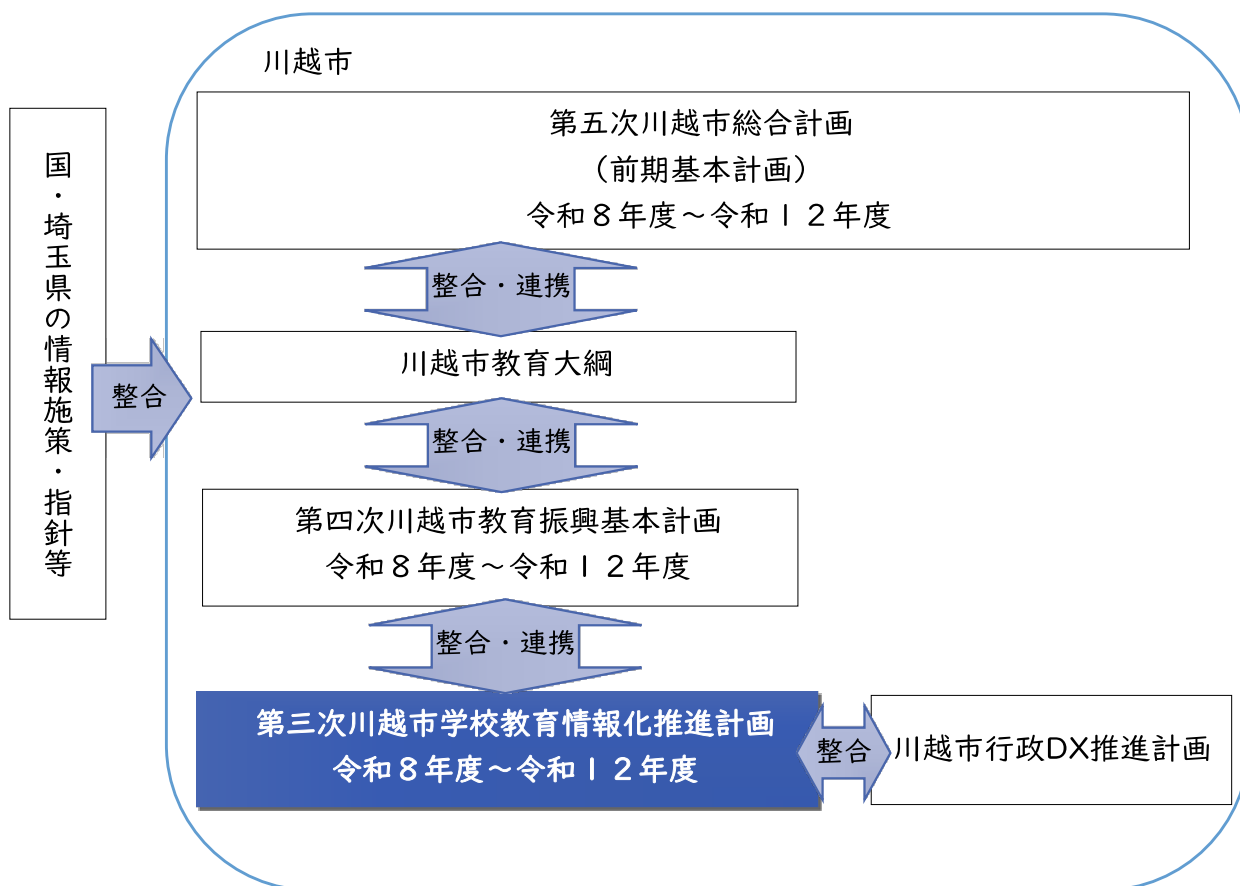 川越市
第五次川越市総合計画
（前期基本計画）
令和８年度～令和１２年度
整合・連携
川越市教育大綱
整合・連携
第四次川越市教育振興基本計画
令和８年度～令和１２年度
整合・連携
第三次川越市学校教育情報化推進計画
令和８年度～令和１２年度
整合
川越市行政DX推進計画
国・埼玉県の情報施策・指針等
整合